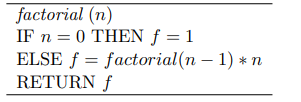 factorial (n)
IF n = 0 THEN f = 1
ELSE f = factorial(n − 1) ∗ n
RETURN f